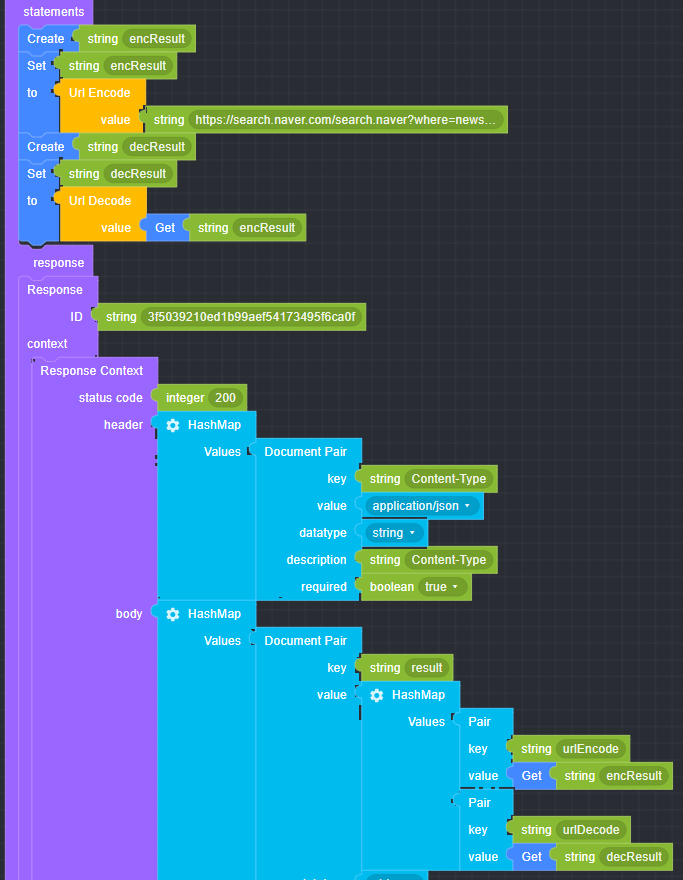 statements
Create string encResult
Set string encResult
to Url Encode
value string https://search.naver.com/search.naver?where=news...
Create string decResult
Set string decResult
to Url Decode
value Get string encResult
response
Response
ID string 3f5039210ed1b99aef54173495f6ca0f
context
Response Context
status code integer 200
header HashMap
Values Document Pair
key string Content-Type
value application/json
datatype string
description string Content-Type
required boolean true
body HashMap
Values Document Pair
key string result
value HashMap
Values Pair
key string urlEncode
value Get string encResult
Pair
key string urlDecode
value Get string decResult